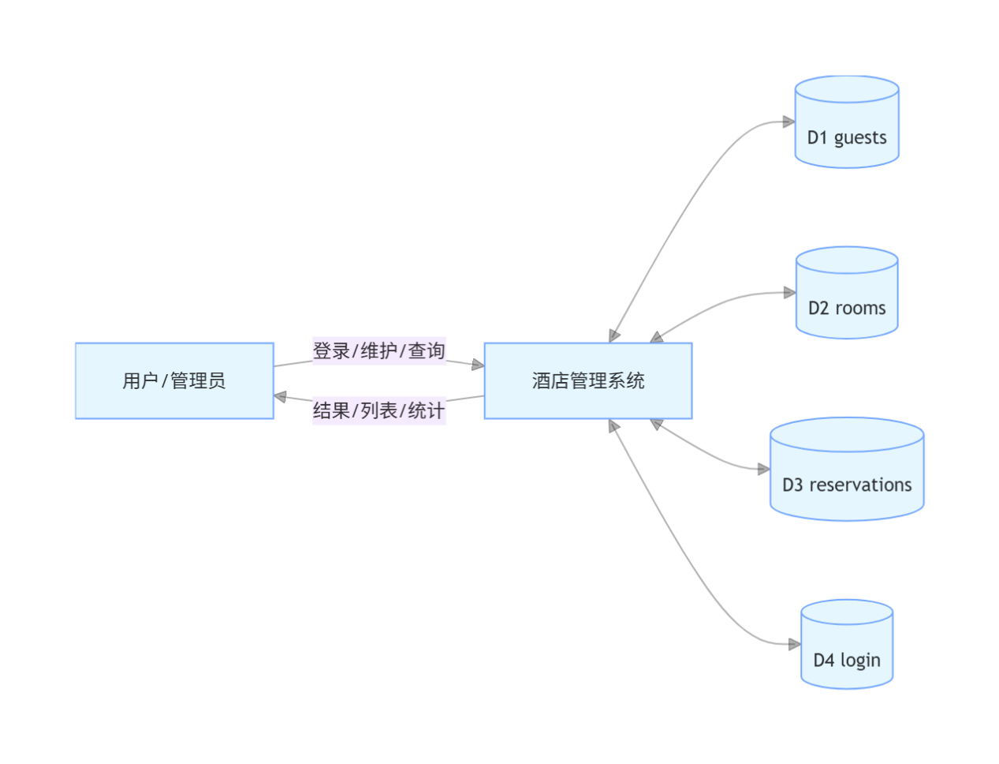 D1 guests
D2 rooms
登录/维护/查询
用户/管理员
酒店管理系统
结果/列表/统计
D3 reservations
D4 login